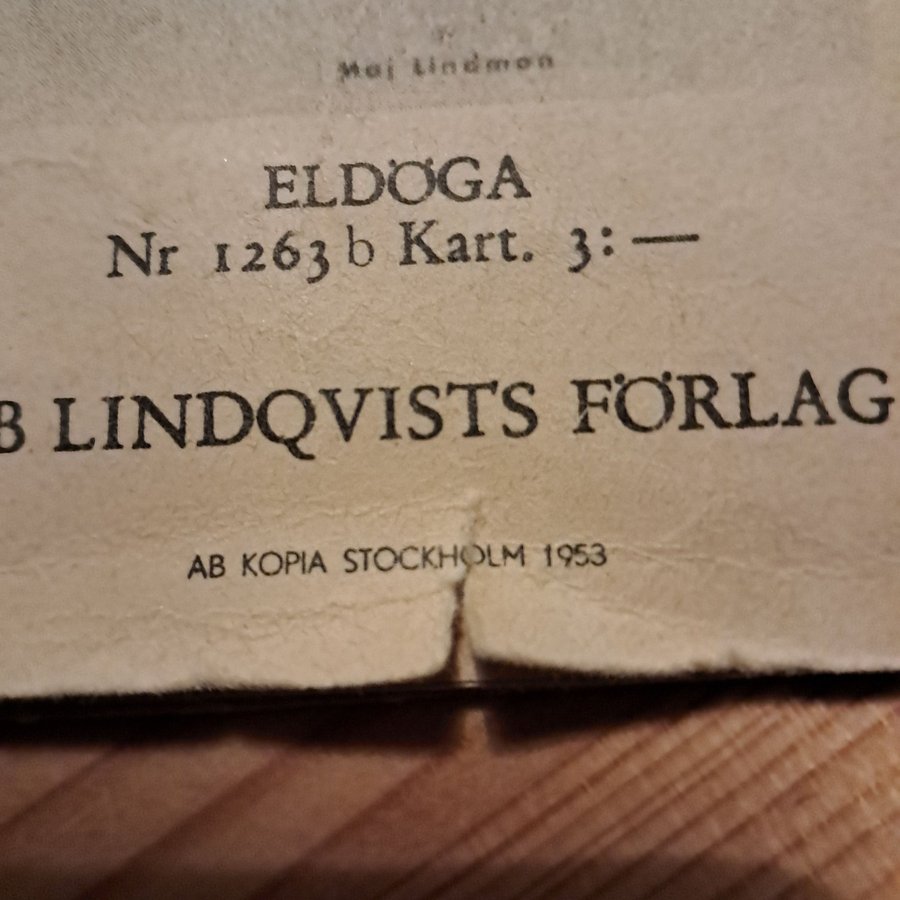 Maj Lindman
ELDÖGA
Nr 1263 b Kart. 3:—
B LINDQVISTS FÖRLAG
AB KOPIA STOCKHOLM 1953